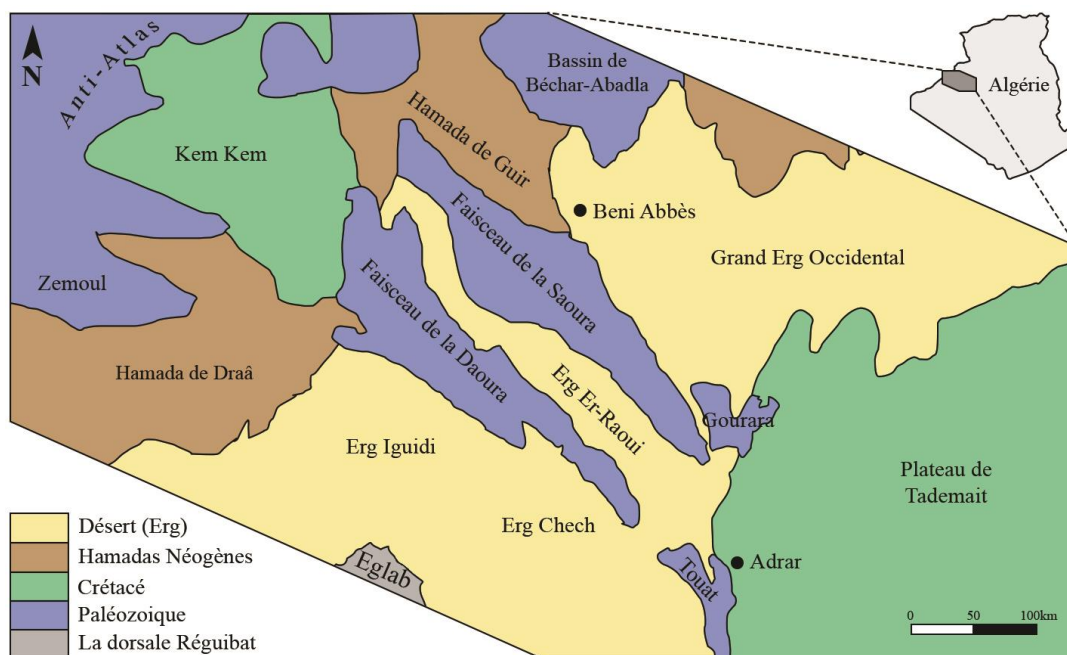 N
Anti-Atlas
Kem Kem
Zemoul
Hamada de Guir
Bassin de
Béchar-Abadla
Algérie
Beni Abbès
Grand Erg Occidental
Faisceau de la Saoura
Faisceau de la Daoura
Hamada de Draâ
Erg Er-Raoui
Gourara
Erg Iguidi
Plateau de
Tademait
Erg Chech
Adrar
Touat
Eglab
Désert (Erg)
Hamadas Néogènes
Crétacé
Paléozoique
La dorsale Réguibat
0 50 100km